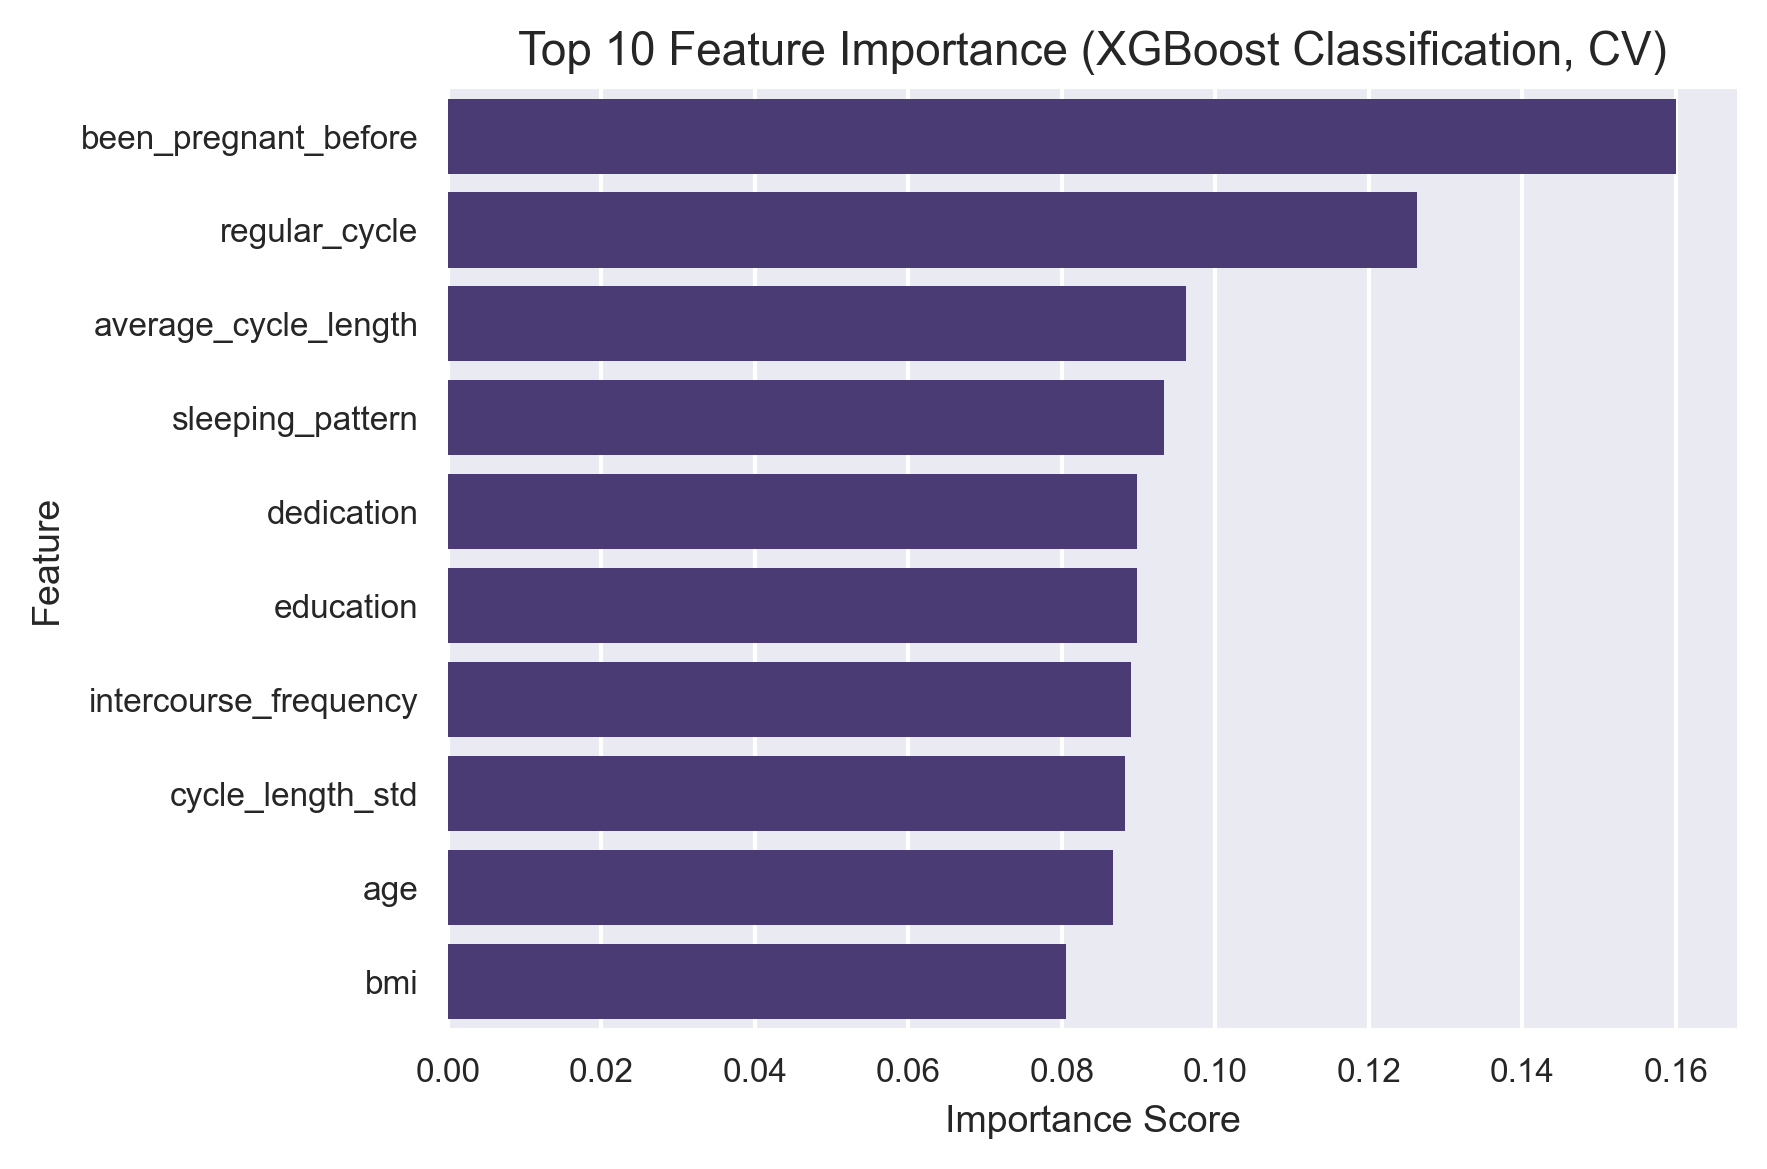 Top 10 Feature Importance (XGBoost Classification, CV)
been_pregnant_before
regular_cycle
average_cycle_length
sleeping_pattern
dedication
education
intercourse_frequency
cycle_length_std
age
bmi
Feature
0.00 0.02 0.04 0.06 0.08 0.10 0.12 0.14 0.16
Importance Score